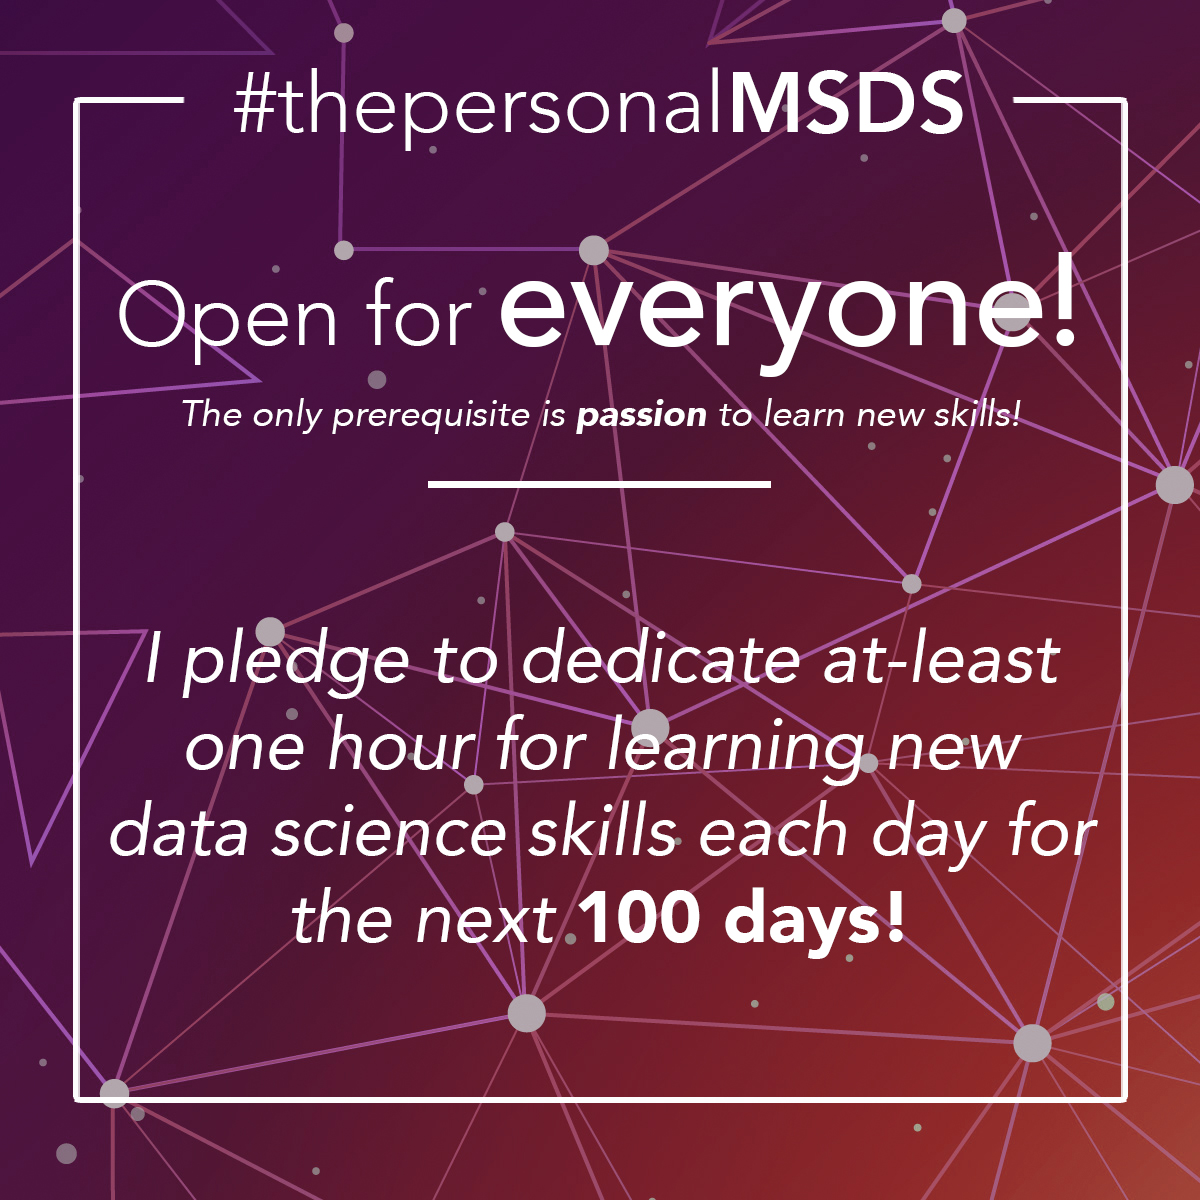 #thepersonalMSDS
Open for everyone!
The only prerequisite is passion to learn new skills!
I pledge to dedicate at-least
one hour for learning new
data science skills each day for
the next 100 days!